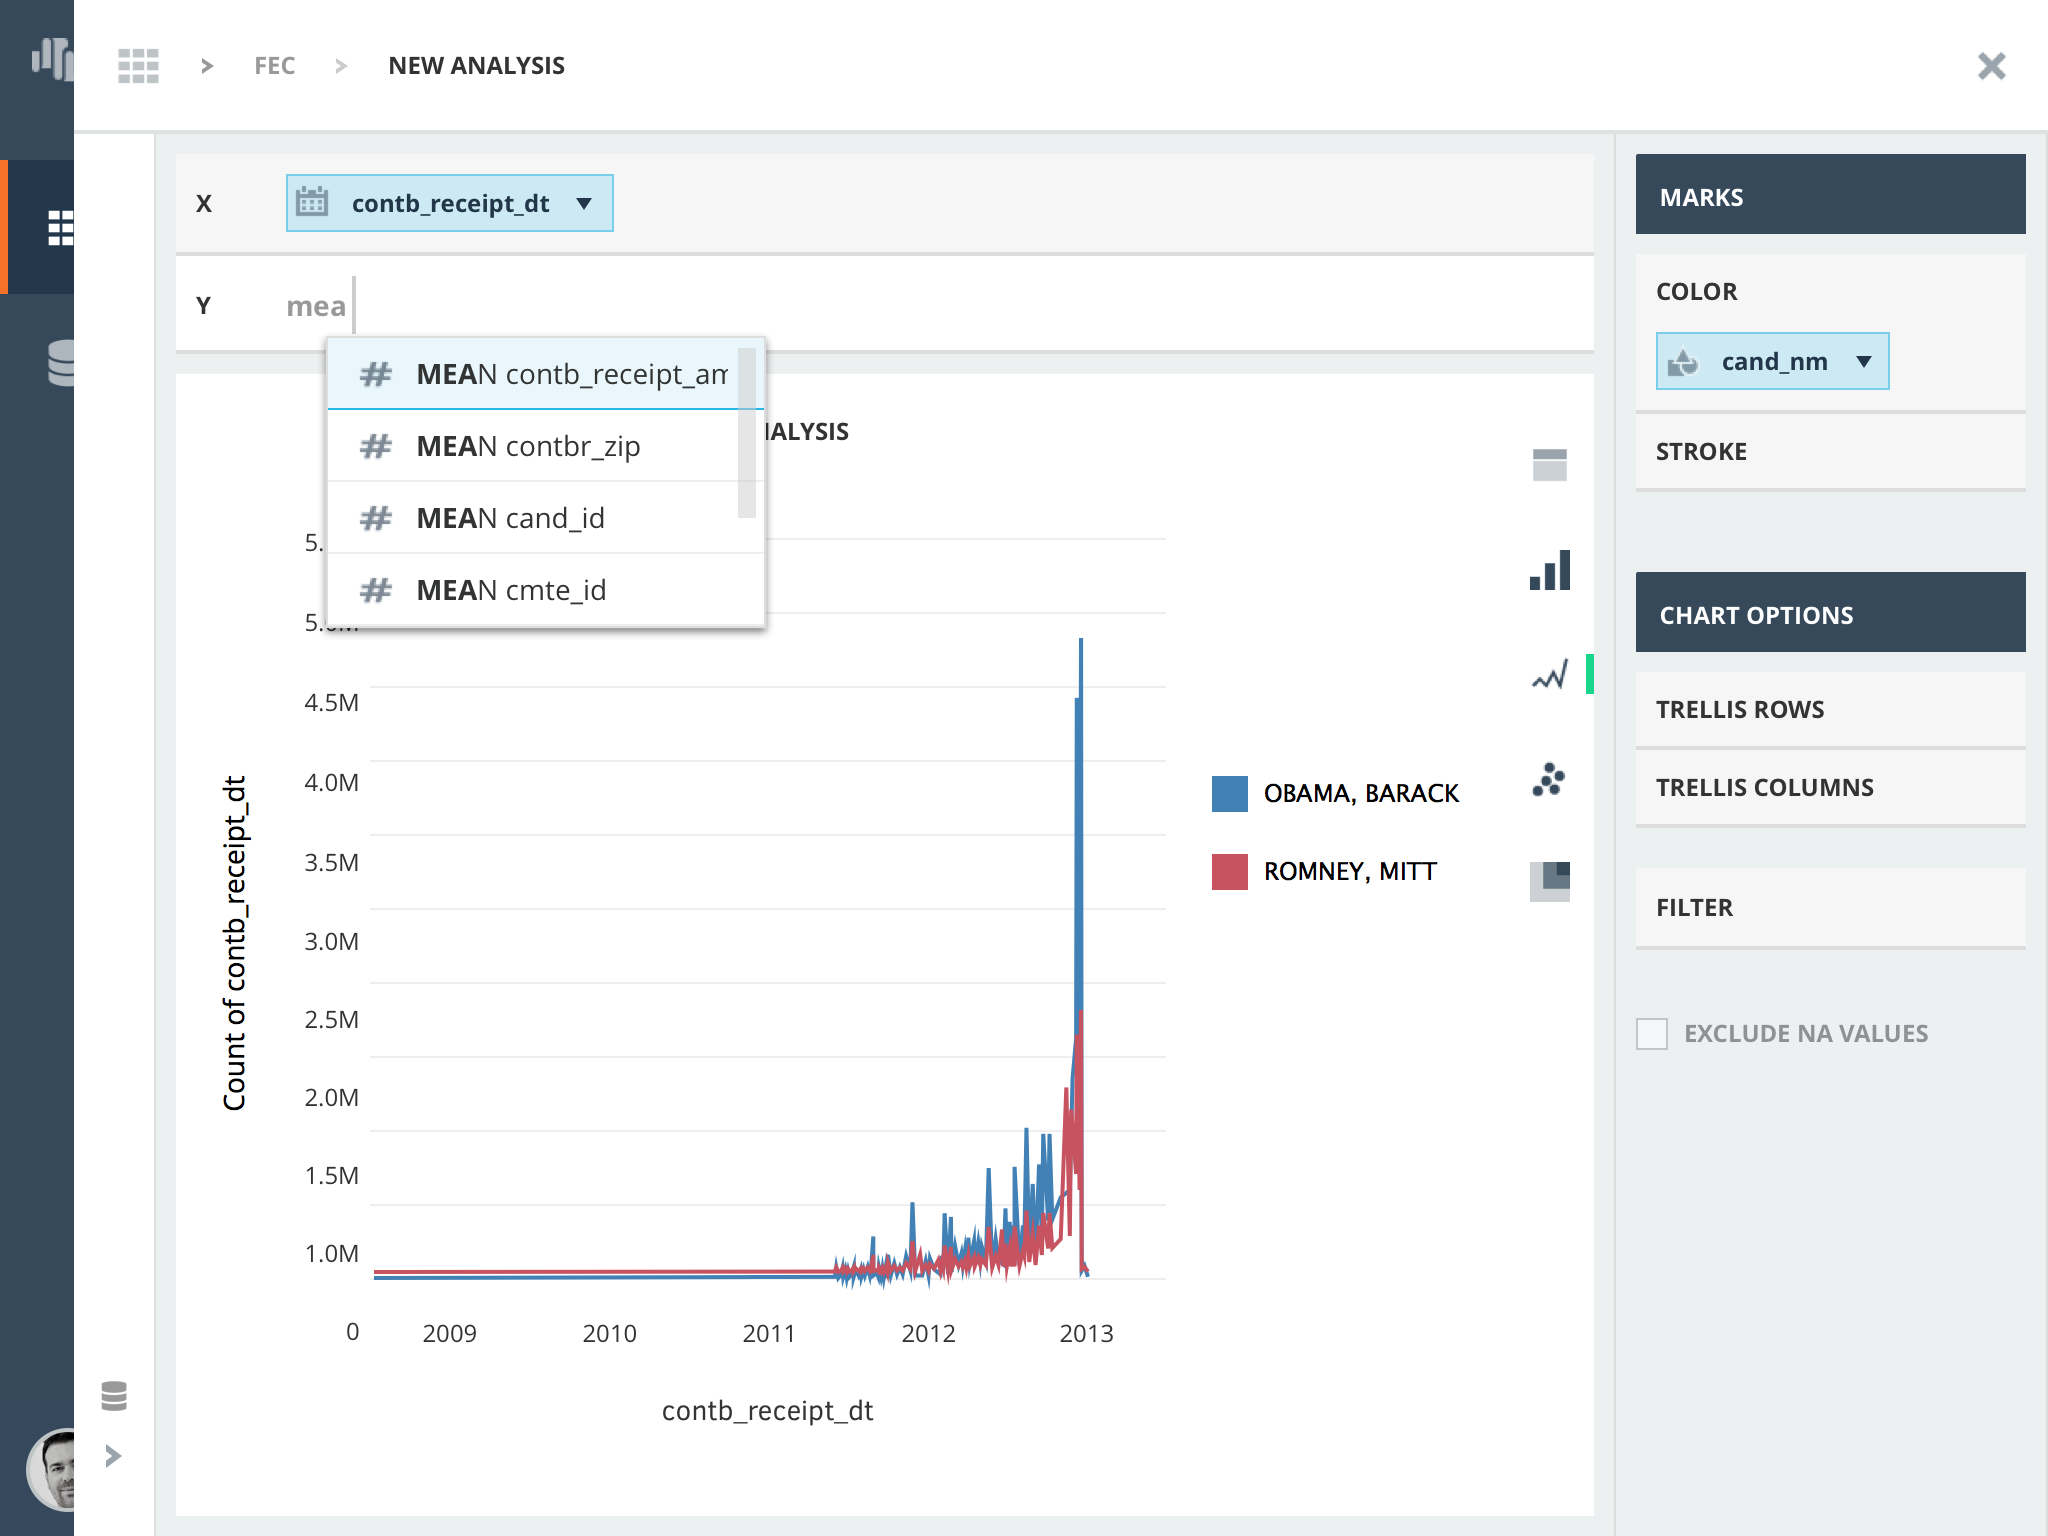 FEC
NEW ANALYSIS
X
contb_receipt_dt
Y
mea
MEAN contb_receipt_am
MEAN contbr_zip
MEAN cand_id
MEAN cmte_id
ALYSIS
4.5M
4.0M
3.5M
3.0M
2.5M
2.0M
1.5M
1.0M
0
2009
2010
2011
2012
2013
Count of contb_receipt_dt
contb_receipt_dt
OBAMA, BARACK
ROMNEY, MITT
MARKS
COLOR
cand_nm
STROKE
CHART OPTIONS
TRELLIS ROWS
TRELLIS COLUMNS
FILTER
EXCLUDE NA VALUES